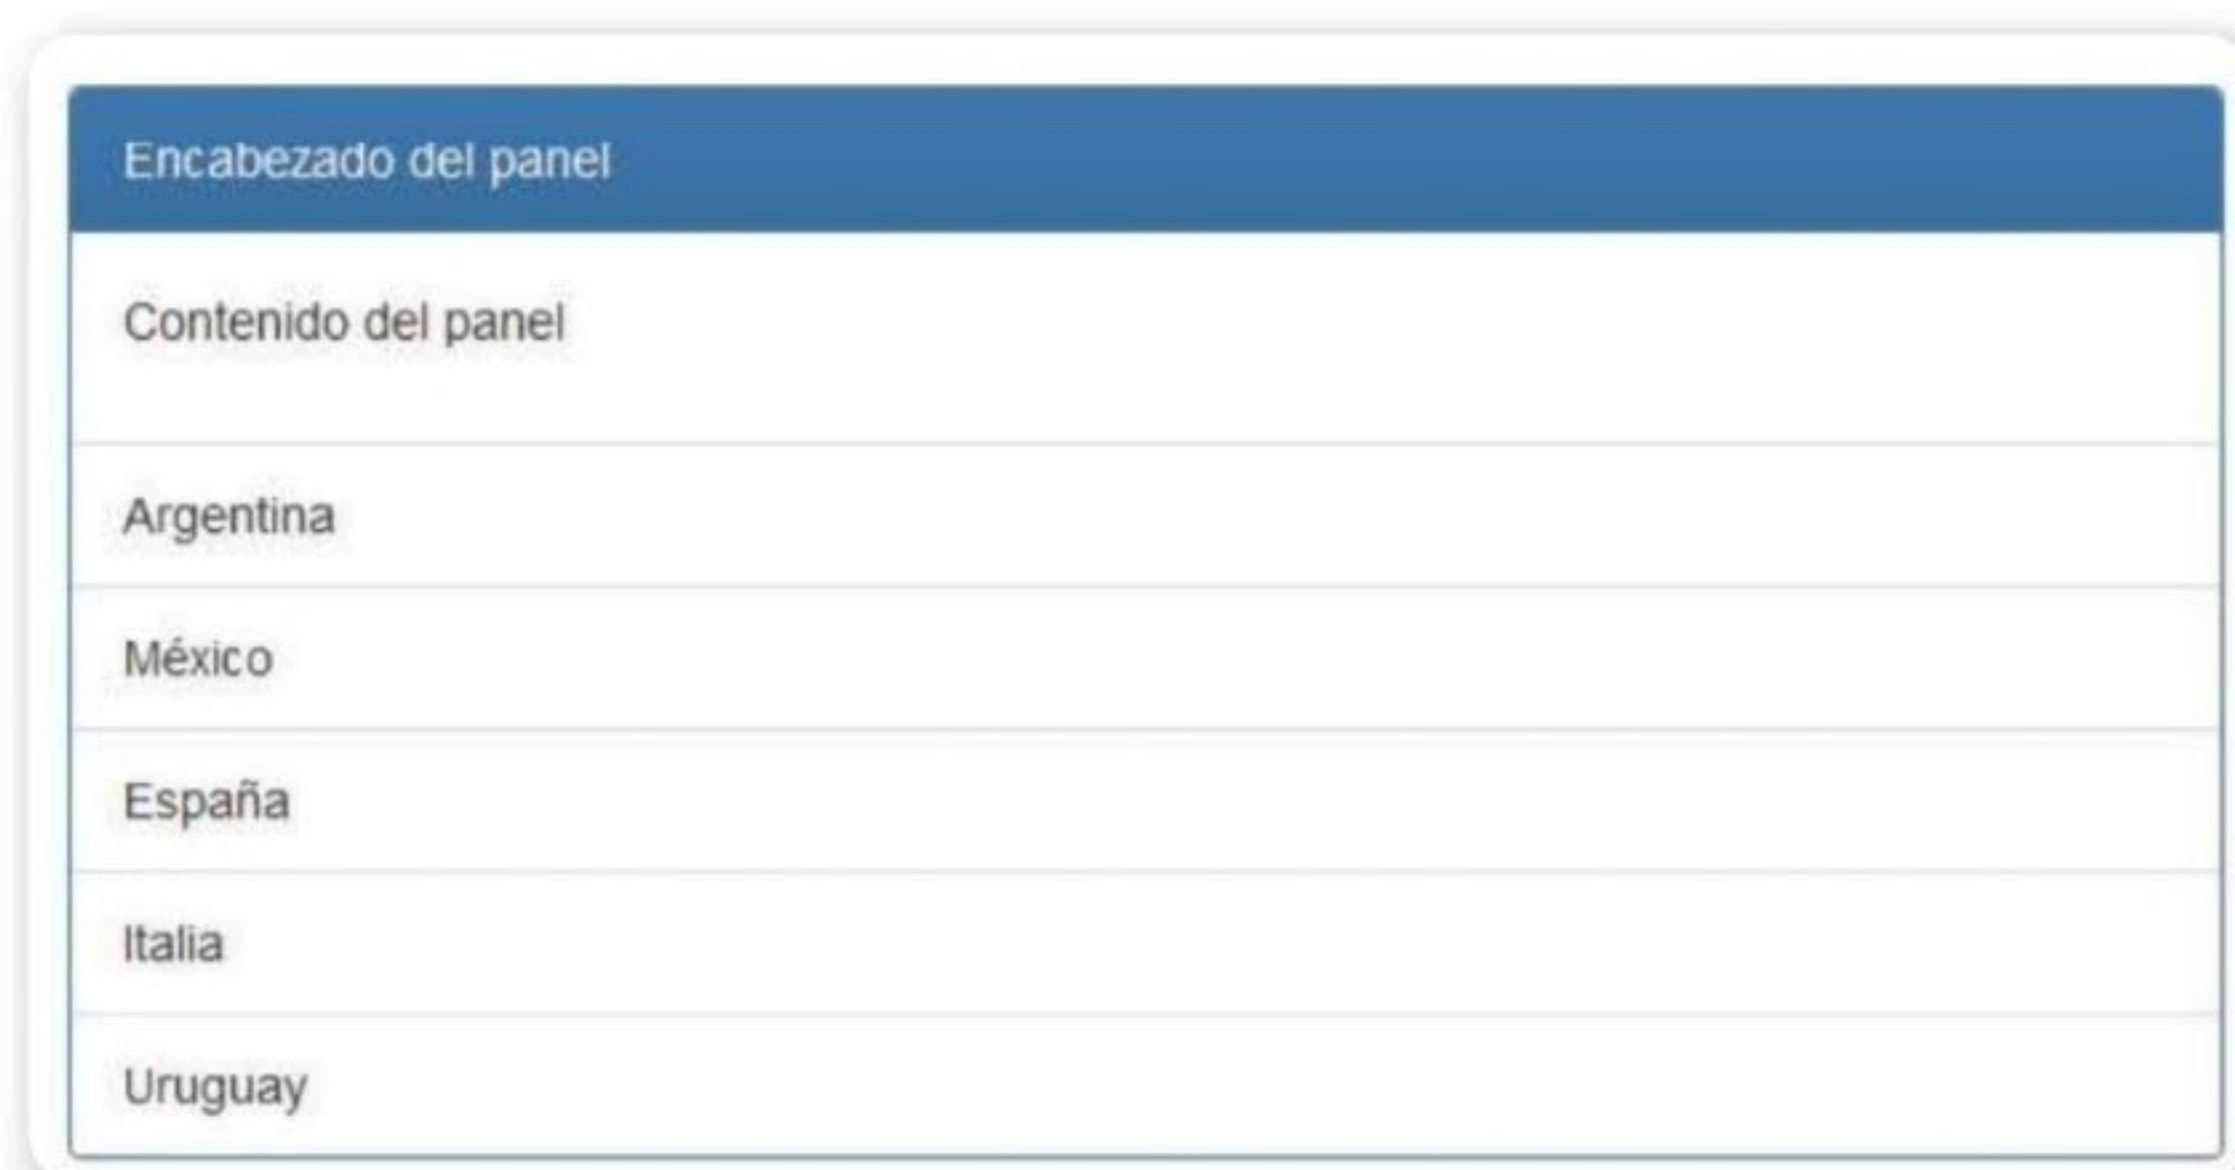 Encabezado del panel
Contenido del panel
Argentina
México
España
Italia
Uruguay